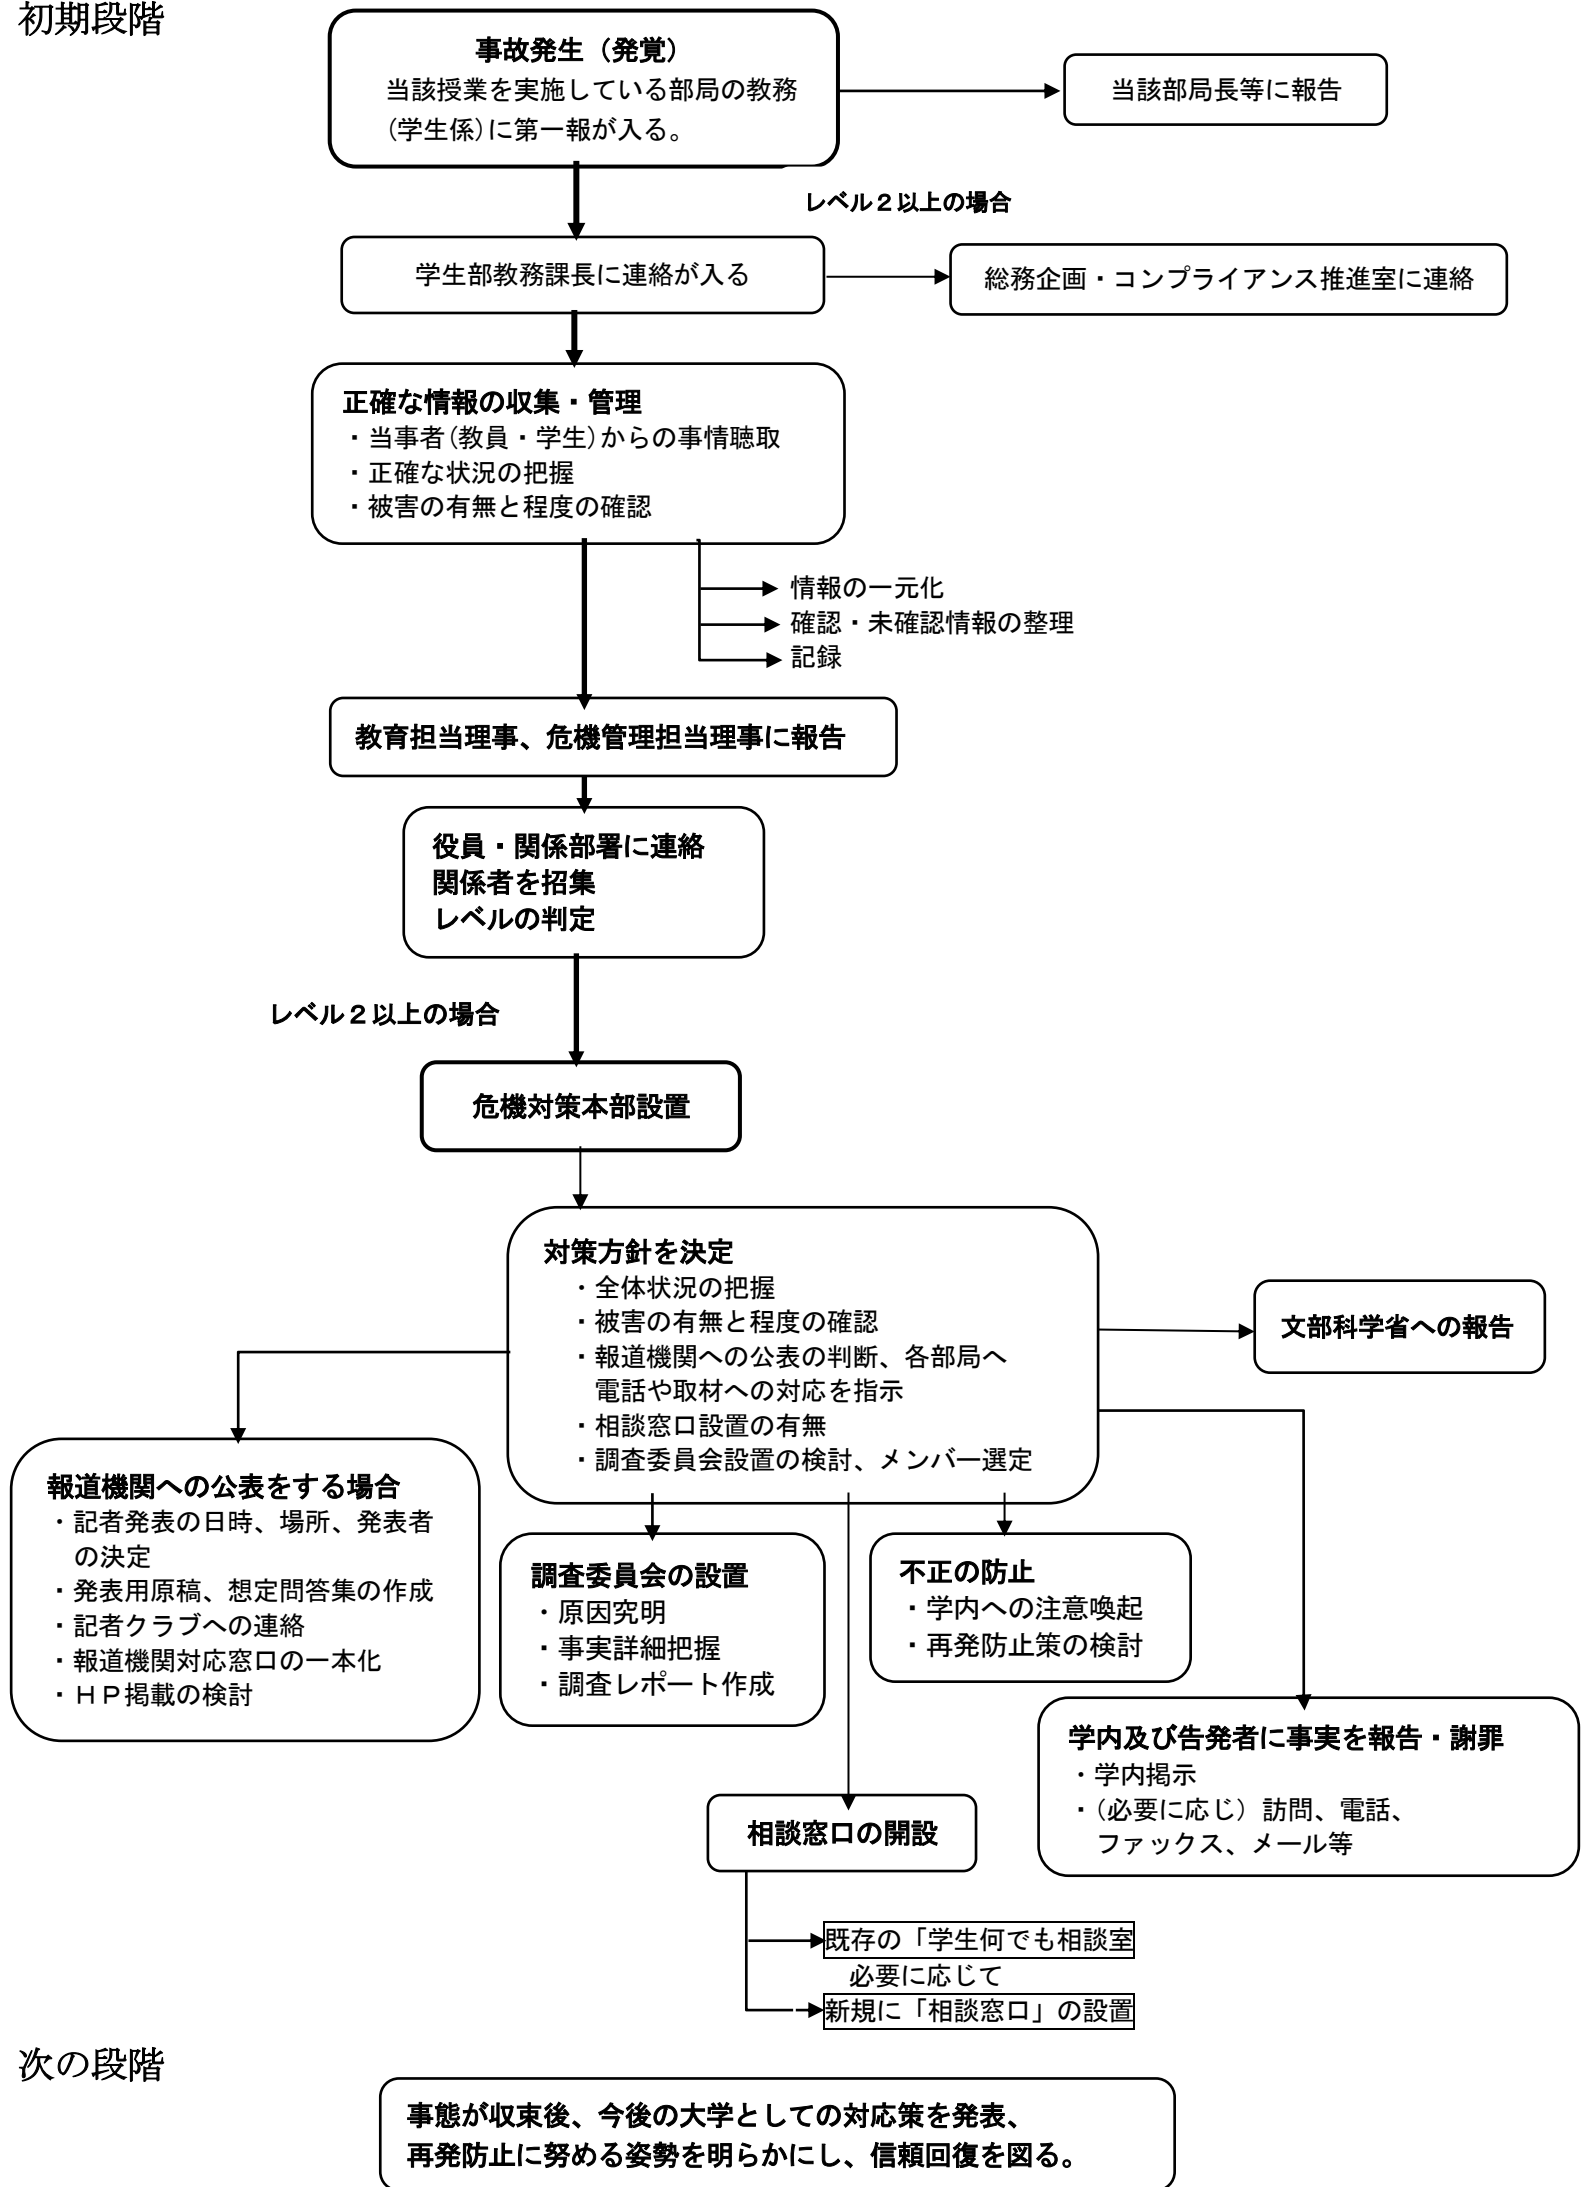 初期段階
事故発生（発覚）
当該授業を実施している部局の教務
(学生係)に第一報が入る。
当該部局長等に報告
レベル２以上の場合
学生部教務課長に連絡が入る
総務企画・コンプライアンス推進室に連絡
正確な情報の収集・管理
・当事者(教員・学生)からの事情聴取
・正確な状況の把握
・被害の有無と程度の確認
情報の一元化
確認・未確認情報の整理
記録
教育担当理事、危機管理担当理事に報告
役員・関係部署に連絡
関係者を招集
レベルの判定
レベル２以上の場合
危機対策本部設置
対策方針を決定
・全体状況の把握
・被害の有無と程度の確認
・報道機関への公表の判断、各部局へ
電話や取材への対応を指示
・相談窓口設置の有無
・調査委員会設置の検討、メンバー選定
文部科学省への報告
報道機関への公表をする場合
・記者発表の日時、場所、発表者
の決定
・発表用原稿、想定問答集の作成
・記者クラブへの連絡
・報道機関対応窓口の一本化
・ＨＰ掲載の検討
調査委員会の設置
・原因究明
・事実詳細把握
・調査レポート作成
不正の防止
・学内への注意喚起
・再発防止策の検討
学内及び告発者に事実を報告・謝罪
・学内掲示
・(必要に応じ）訪問、電話、
ファックス、メール等
相談窓口の開設
既存の「学生何でも相談室
必要に応じて
新規に「相談窓口」の設置
次の段階
事態が収束後、今後の大学としての対応策を発表、
再発防止に努める姿勢を明らかにし、信頼回復を図る。